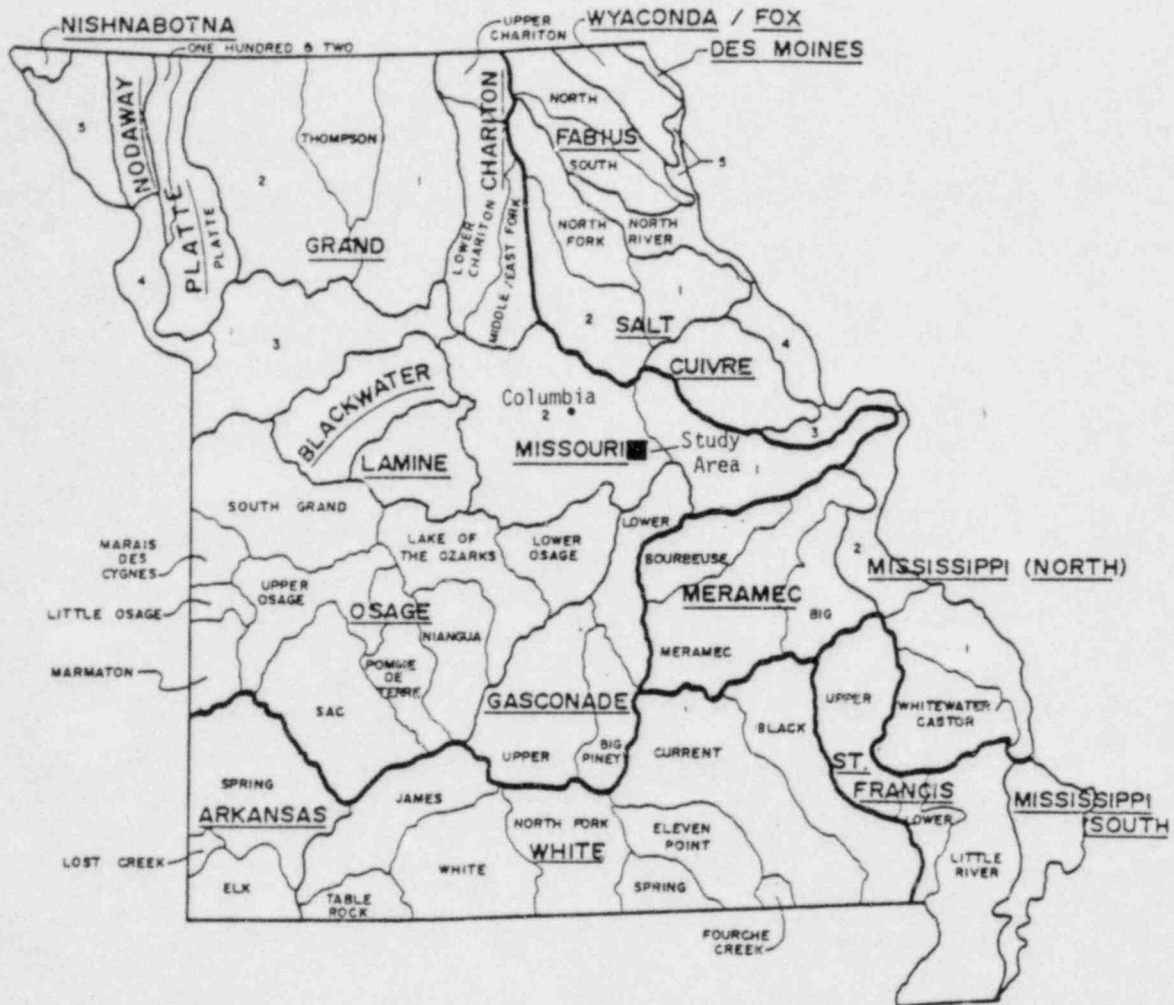 NISHNABOTNA
ONE HUNDRED & TWO
UPPER
CHARITON
WYACONDA / FOX
DES MOINES
5
NODAWAY
THOMPSON
2
1
CHARITON
NORTH
FABIUS
SOUTH
5
PLATTE
PLATTE
GRAND
LOWER
CHARITON
MIDDLE/EAST FORK
NORTH
FORK
NORTH
RIVER
4
3
1
2
SALT
4
CUIVRE
BLACKWATER
Columbia
2
3
MISSOURI
Study
Area
1
LAMINE
SOUTH GRAND
LAKE OF
THE OZARKS
LOWER
OSAGE
LOWER
BOURBEUSE
MARAIS
DES
CYGNES
UPPER
OSAGE
2
MISSISSIPPI (NORTH)
LITTLE OSAGE
OSAGE
NIANGUA
MERAMEC
BIG
MARMATON
POMME
DE
TERRE
MERAMEC
1
SAC
GASCONADE
UPPER
WHITEWATER
CASTOR
UPPER
BIG
PINEY
CURRENT
BLACK
SPRING
ARKANSAS
JAMES
ST.
FRANCIS
LOWER
MISSISSIPPI
SOUTH
LOST CREEK
NORTH FORK
WHITE
ELEVEN
POINT
LITTLE
RIVER
ELK
TABLE
ROCK
WHITE
SPRING
FOURCHE
CREEK